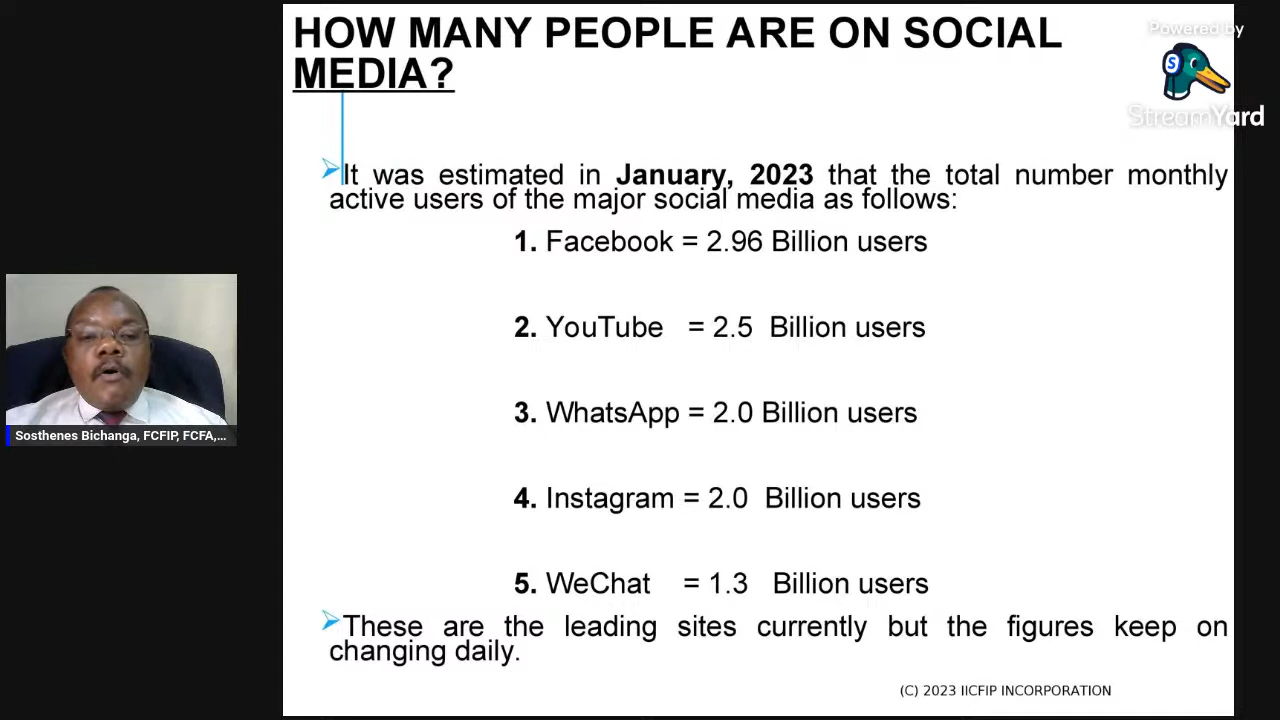 HOW MANY PEOPLE ARE ON SOCIAL
MEDIA?
Powered by
StreamYard
It was estimated in January, 2023 that the total number monthly
active users of the major social media as follows:
1. Facebook = 2.96 Billion users
2. YouTube = 2.5 Billion users
3. WhatsApp = 2.0 Billion users
4. Instagram = 2.0 Billion users
5. WeChat = 1.3 Billion users
These are the leading sites currently but the figures keep on
changing daily.
(C) 2023 IICFIP INCORPORATION
Sosthenes Bichanga, FCFIP, FCFA,...